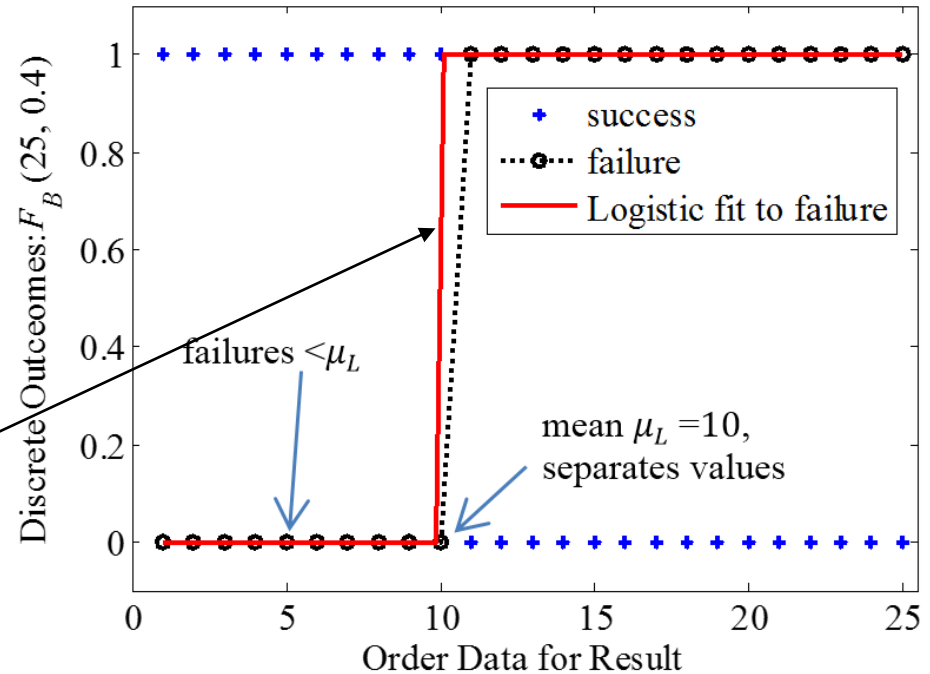 1
0.8
0.6
0.4
0.2
0
0
5
10
15
20
25
Discrete Outcomes: F_B (25, 0.4)
Order Data for Result
success
failure
Logistic fit to failure
failures <μ_L
mean μ_L =10,
separates values